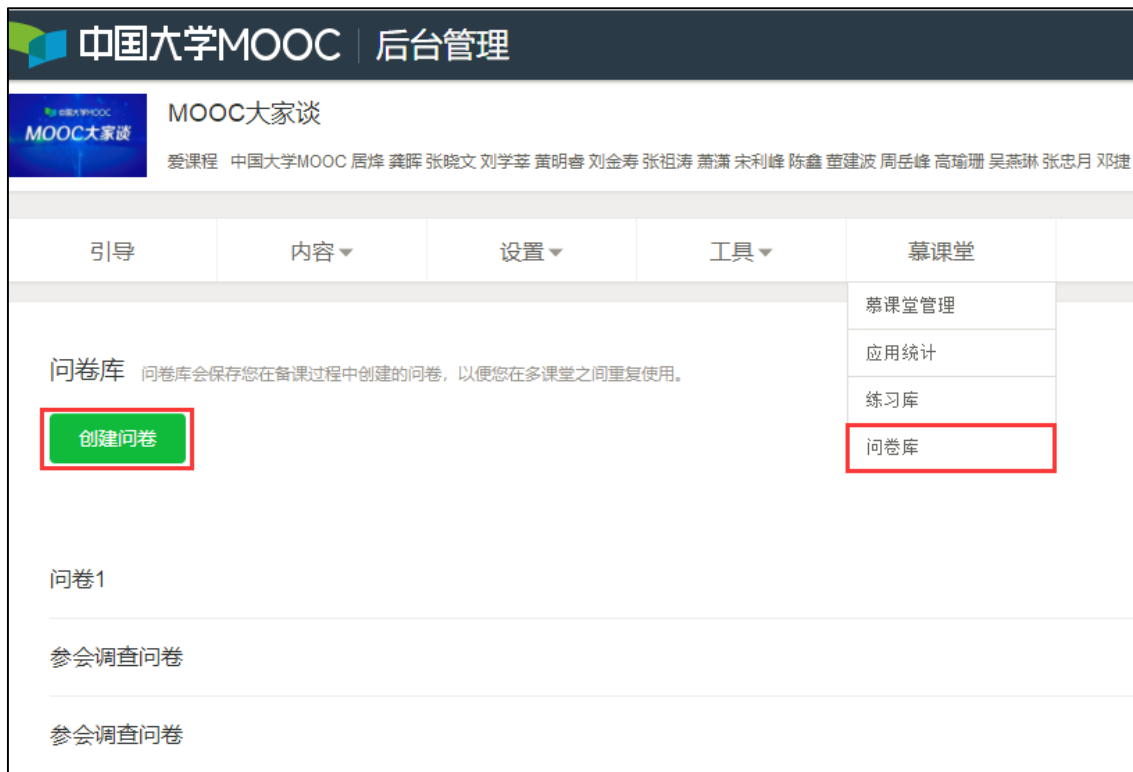 中国大学MOOC 后台管理
中国大学MOOC
MOOC大家谈
MOOC大家谈
爱课程 中国大学MOOC 居烽 龚晖 张晓文 刘学莘 黄明睿 刘金寿 张祖涛 萧潇 宋利峰 陈鑫 董建波 周岳峰 高瑜珊 吴燕琳 张忠月 邓捷
引导 内容 设置 工具 慕课堂
慕课堂管理
应用统计
练习库
问卷库
问卷库 问卷库会保存您在备课过程中创建的问卷，以便您在多课堂之间重复使用。
创建问卷
问卷1
参会调查问卷
参会调查问卷